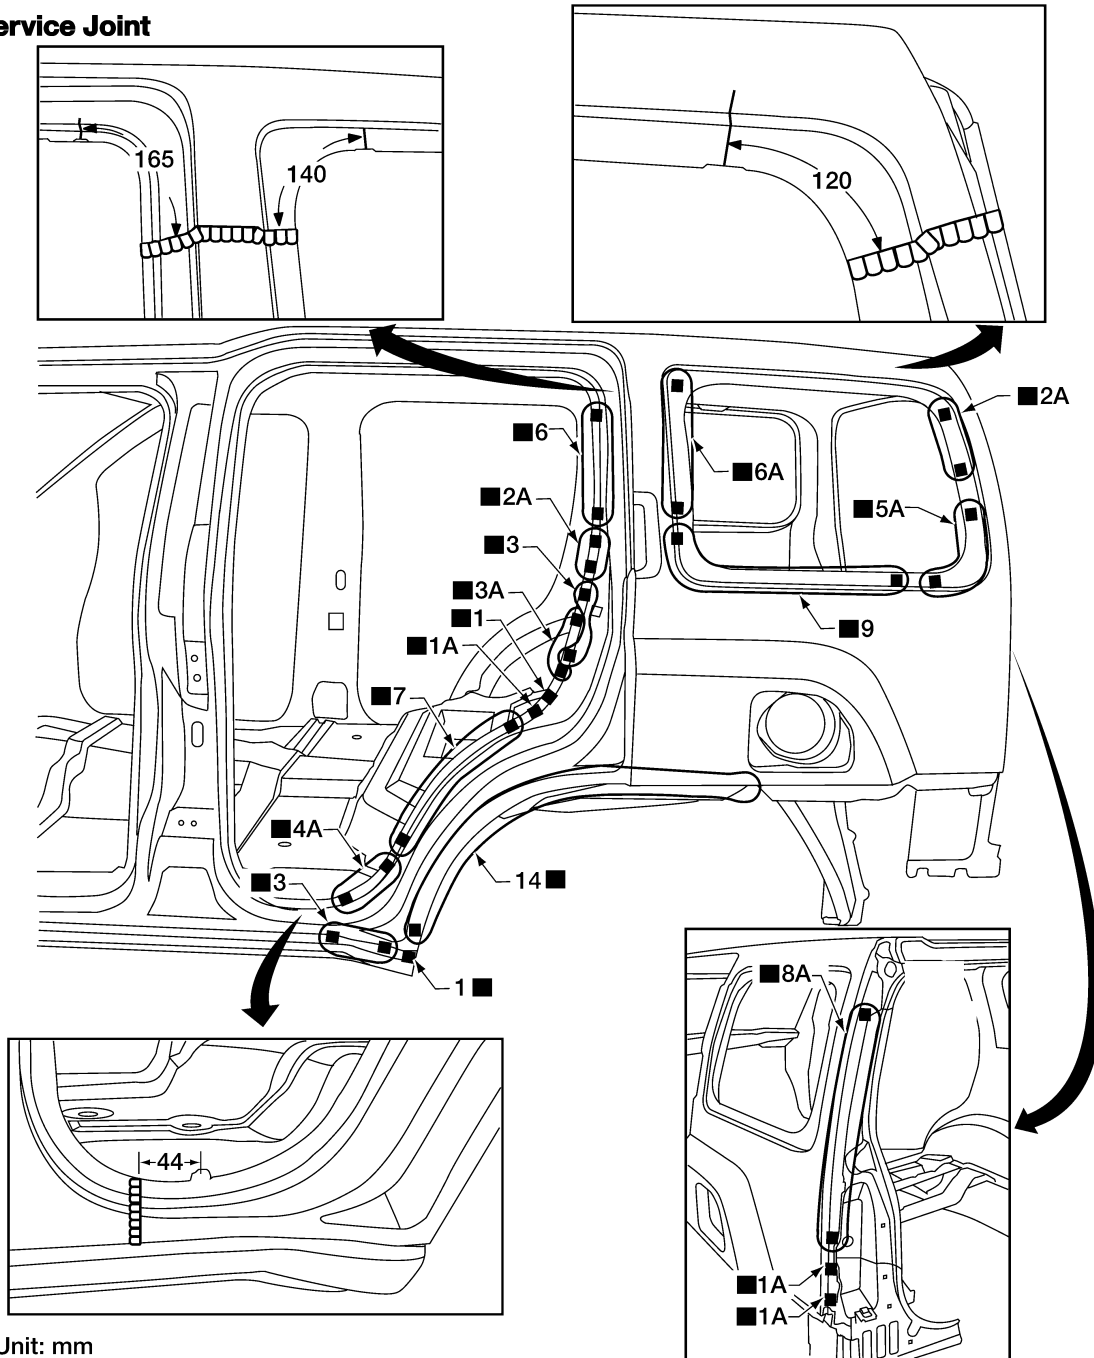 ervice Joint
165
140
120
■2A
■6
■6A
■2A
■5A
■3
■3A
■1
■9
■1A
■7
■4A
■3
14■
■8A
1■
44
■1A
■1A
Unit: mm